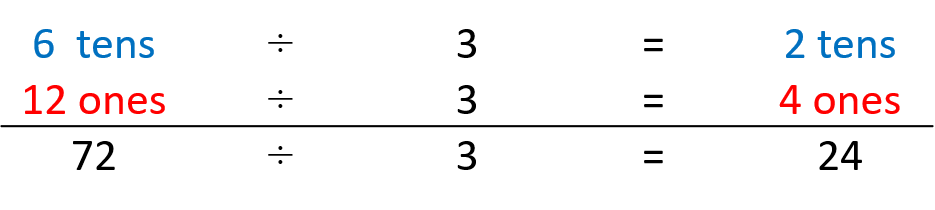 6 tens ÷ 3 = 2 tens
12 ones ÷ 3 = 4 ones
72 ÷ 3 = 24